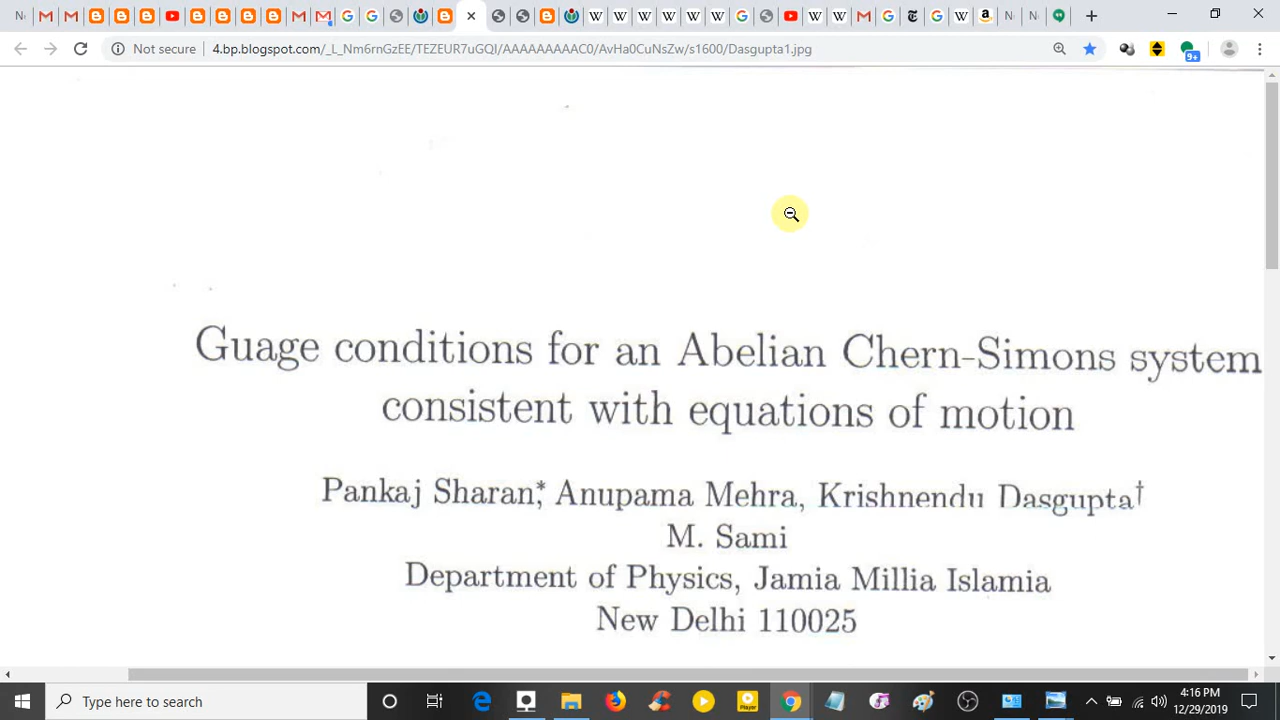 Not secure
4.bp.blogspot.com/_L_Nm6rnGzEE/TEZEUR7uGQI/AAAAAAAAAC0/AvHa0CuNsZw/s1600/Dasgupta1.jpg
9+
Guage conditions for an Abelian Chern-Simons system
consistent with equations of motion
Pankaj Sharan,* Anupama Mehra, Krishnendu Dasgupta†
M. Sami
Department of Physics, Jamia Millia Islamia
New Delhi 110025
Type here to search
Player
4:16 PM
12/29/2019